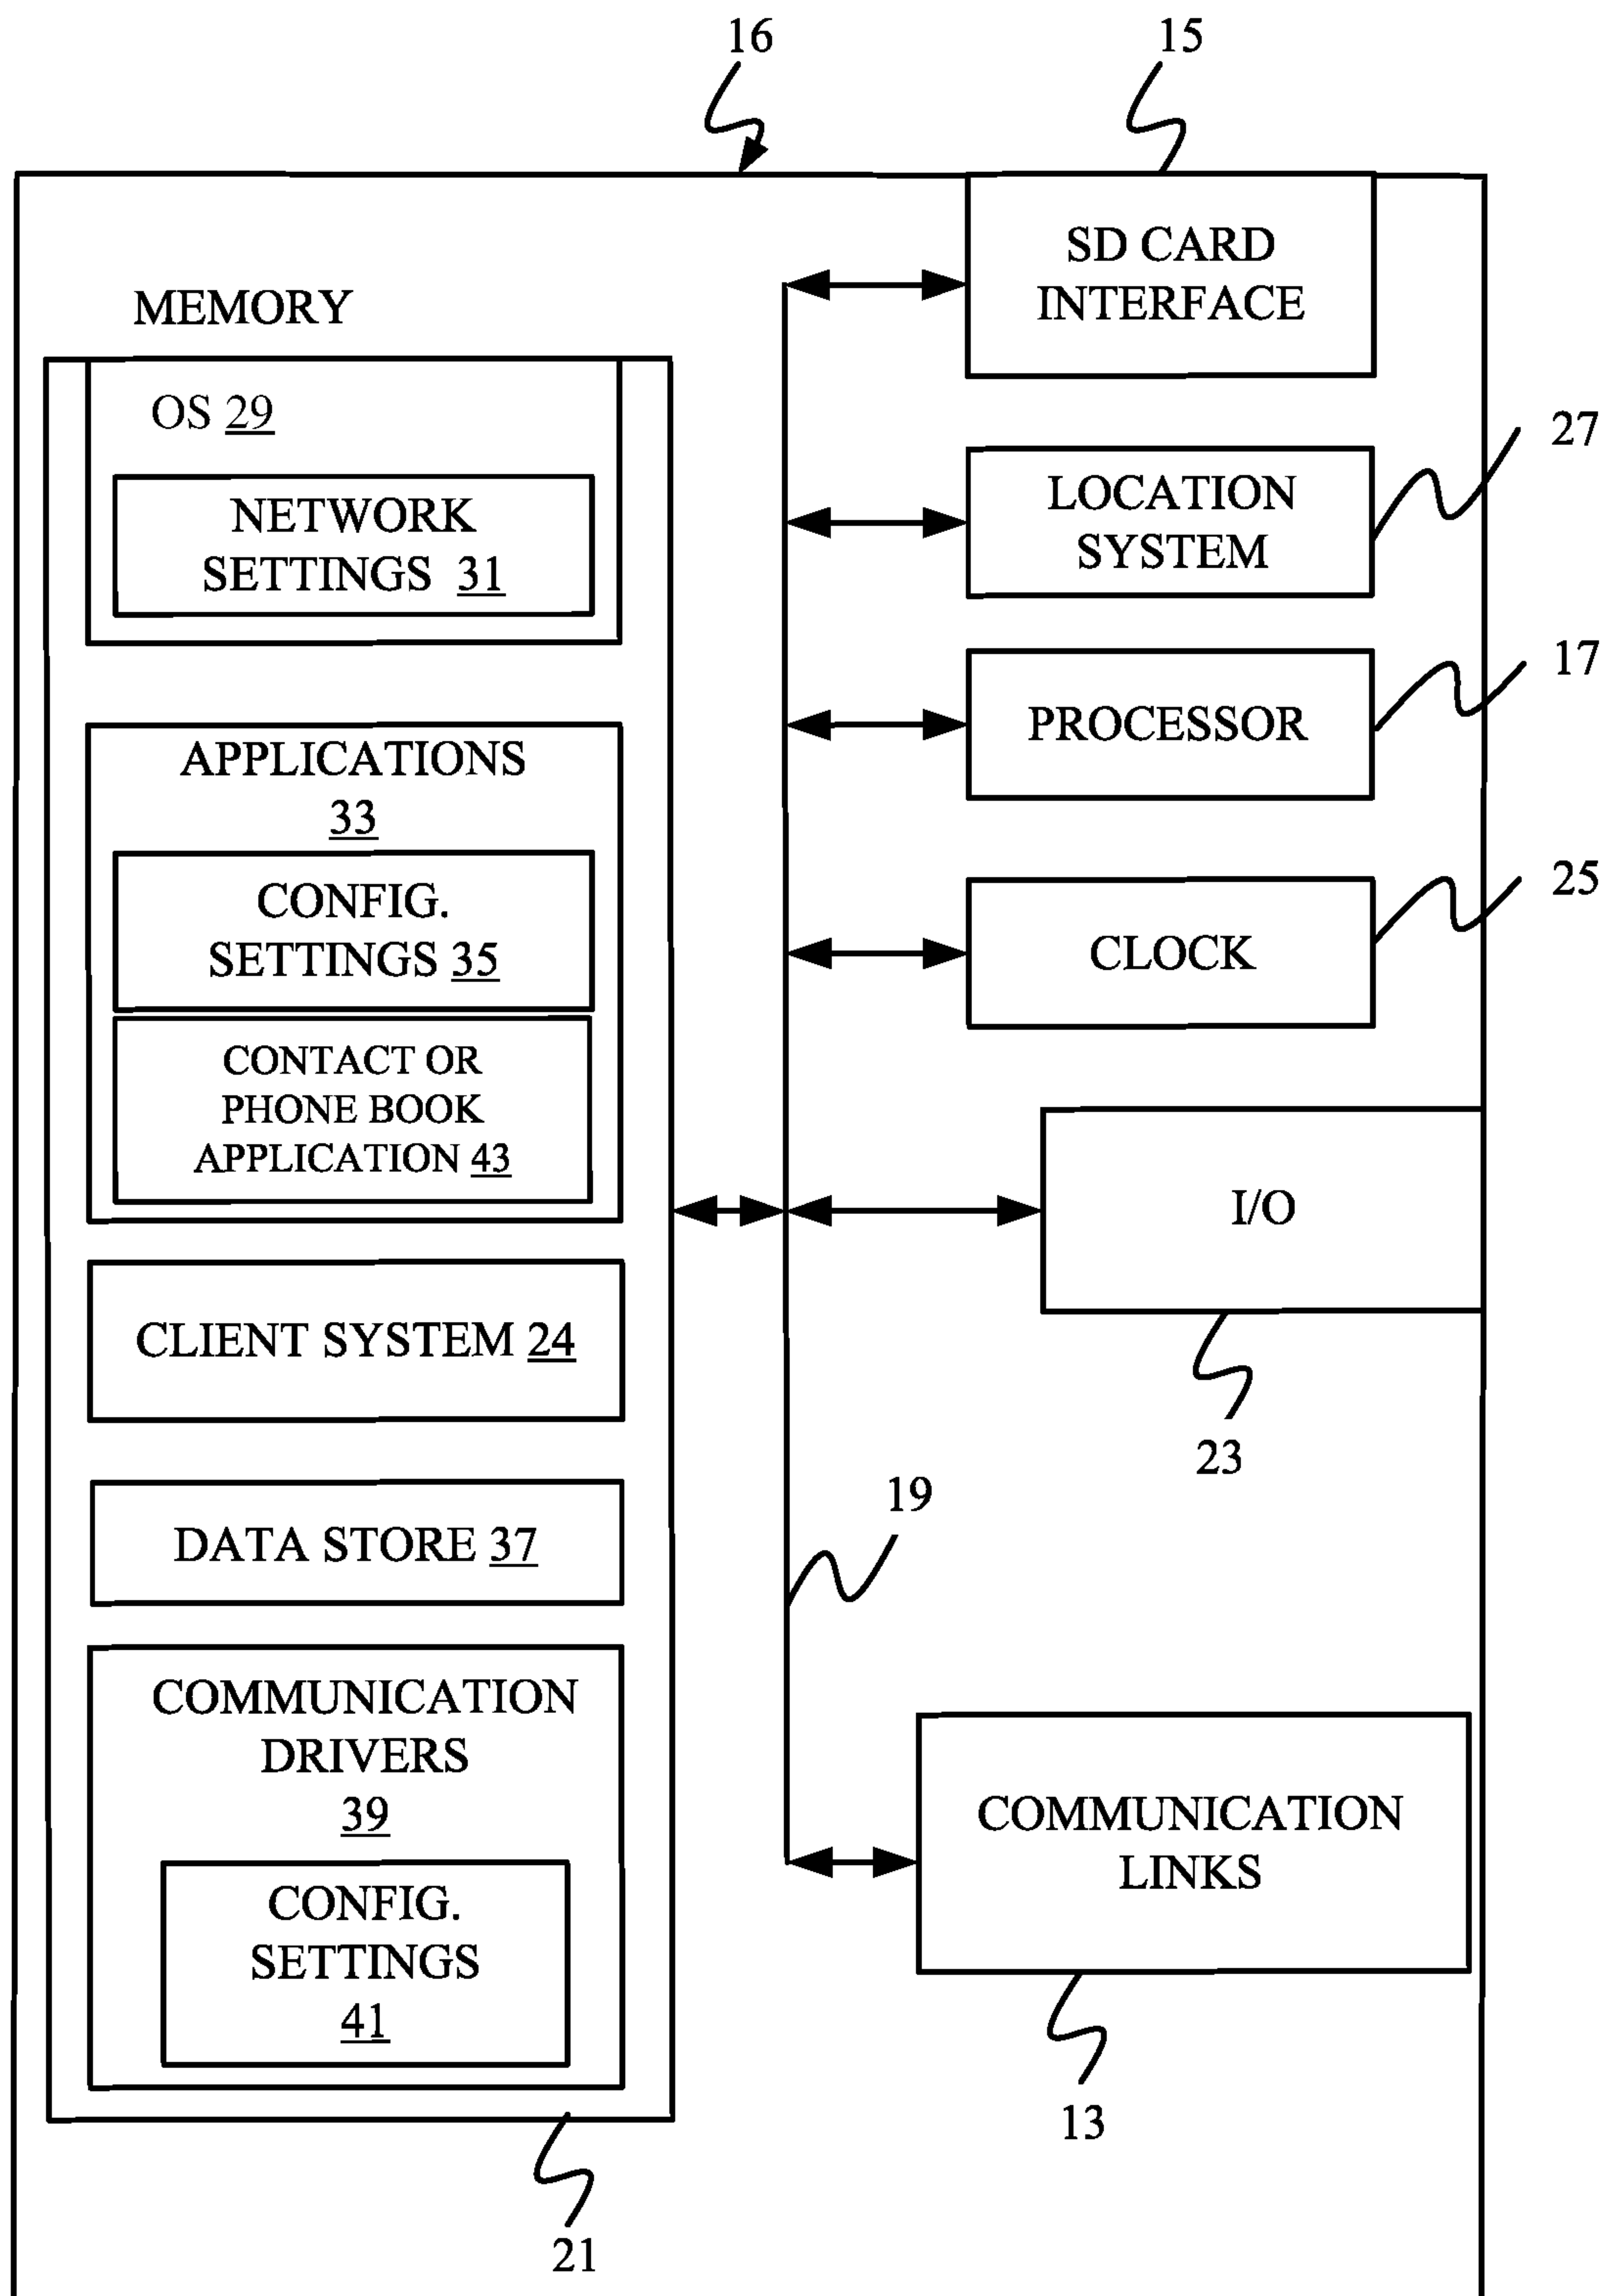 16
15
SD CARD
INTERFACE
MEMORY
OS 29
NETWORK
SETTINGS 31
27
LOCATION
SYSTEM
17
PROCESSOR
APPLICATIONS
33
CONFIG.
SETTINGS 35
25
CLOCK
CONTACT OR
PHONE BOOK
APPLICATION 43
I/O
23
CLIENT SYSTEM 24
19
DATA STORE 37
COMMUNICATION
DRIVERS
39
CONFIG.
SETTINGS
41
COMMUNICATION
LINKS
13
21